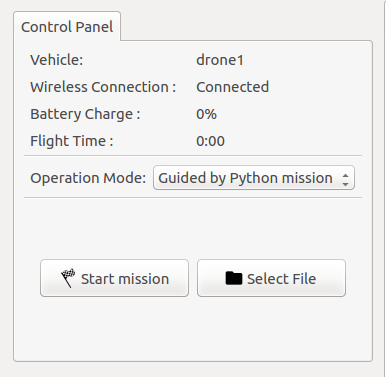 Control Panel
Vehicle: drone1
Wireless Connection : Connected
Battery Charge : 0%
Flight Time : 0:00
Operation Mode: Guided by Python mission
Start mission Select File